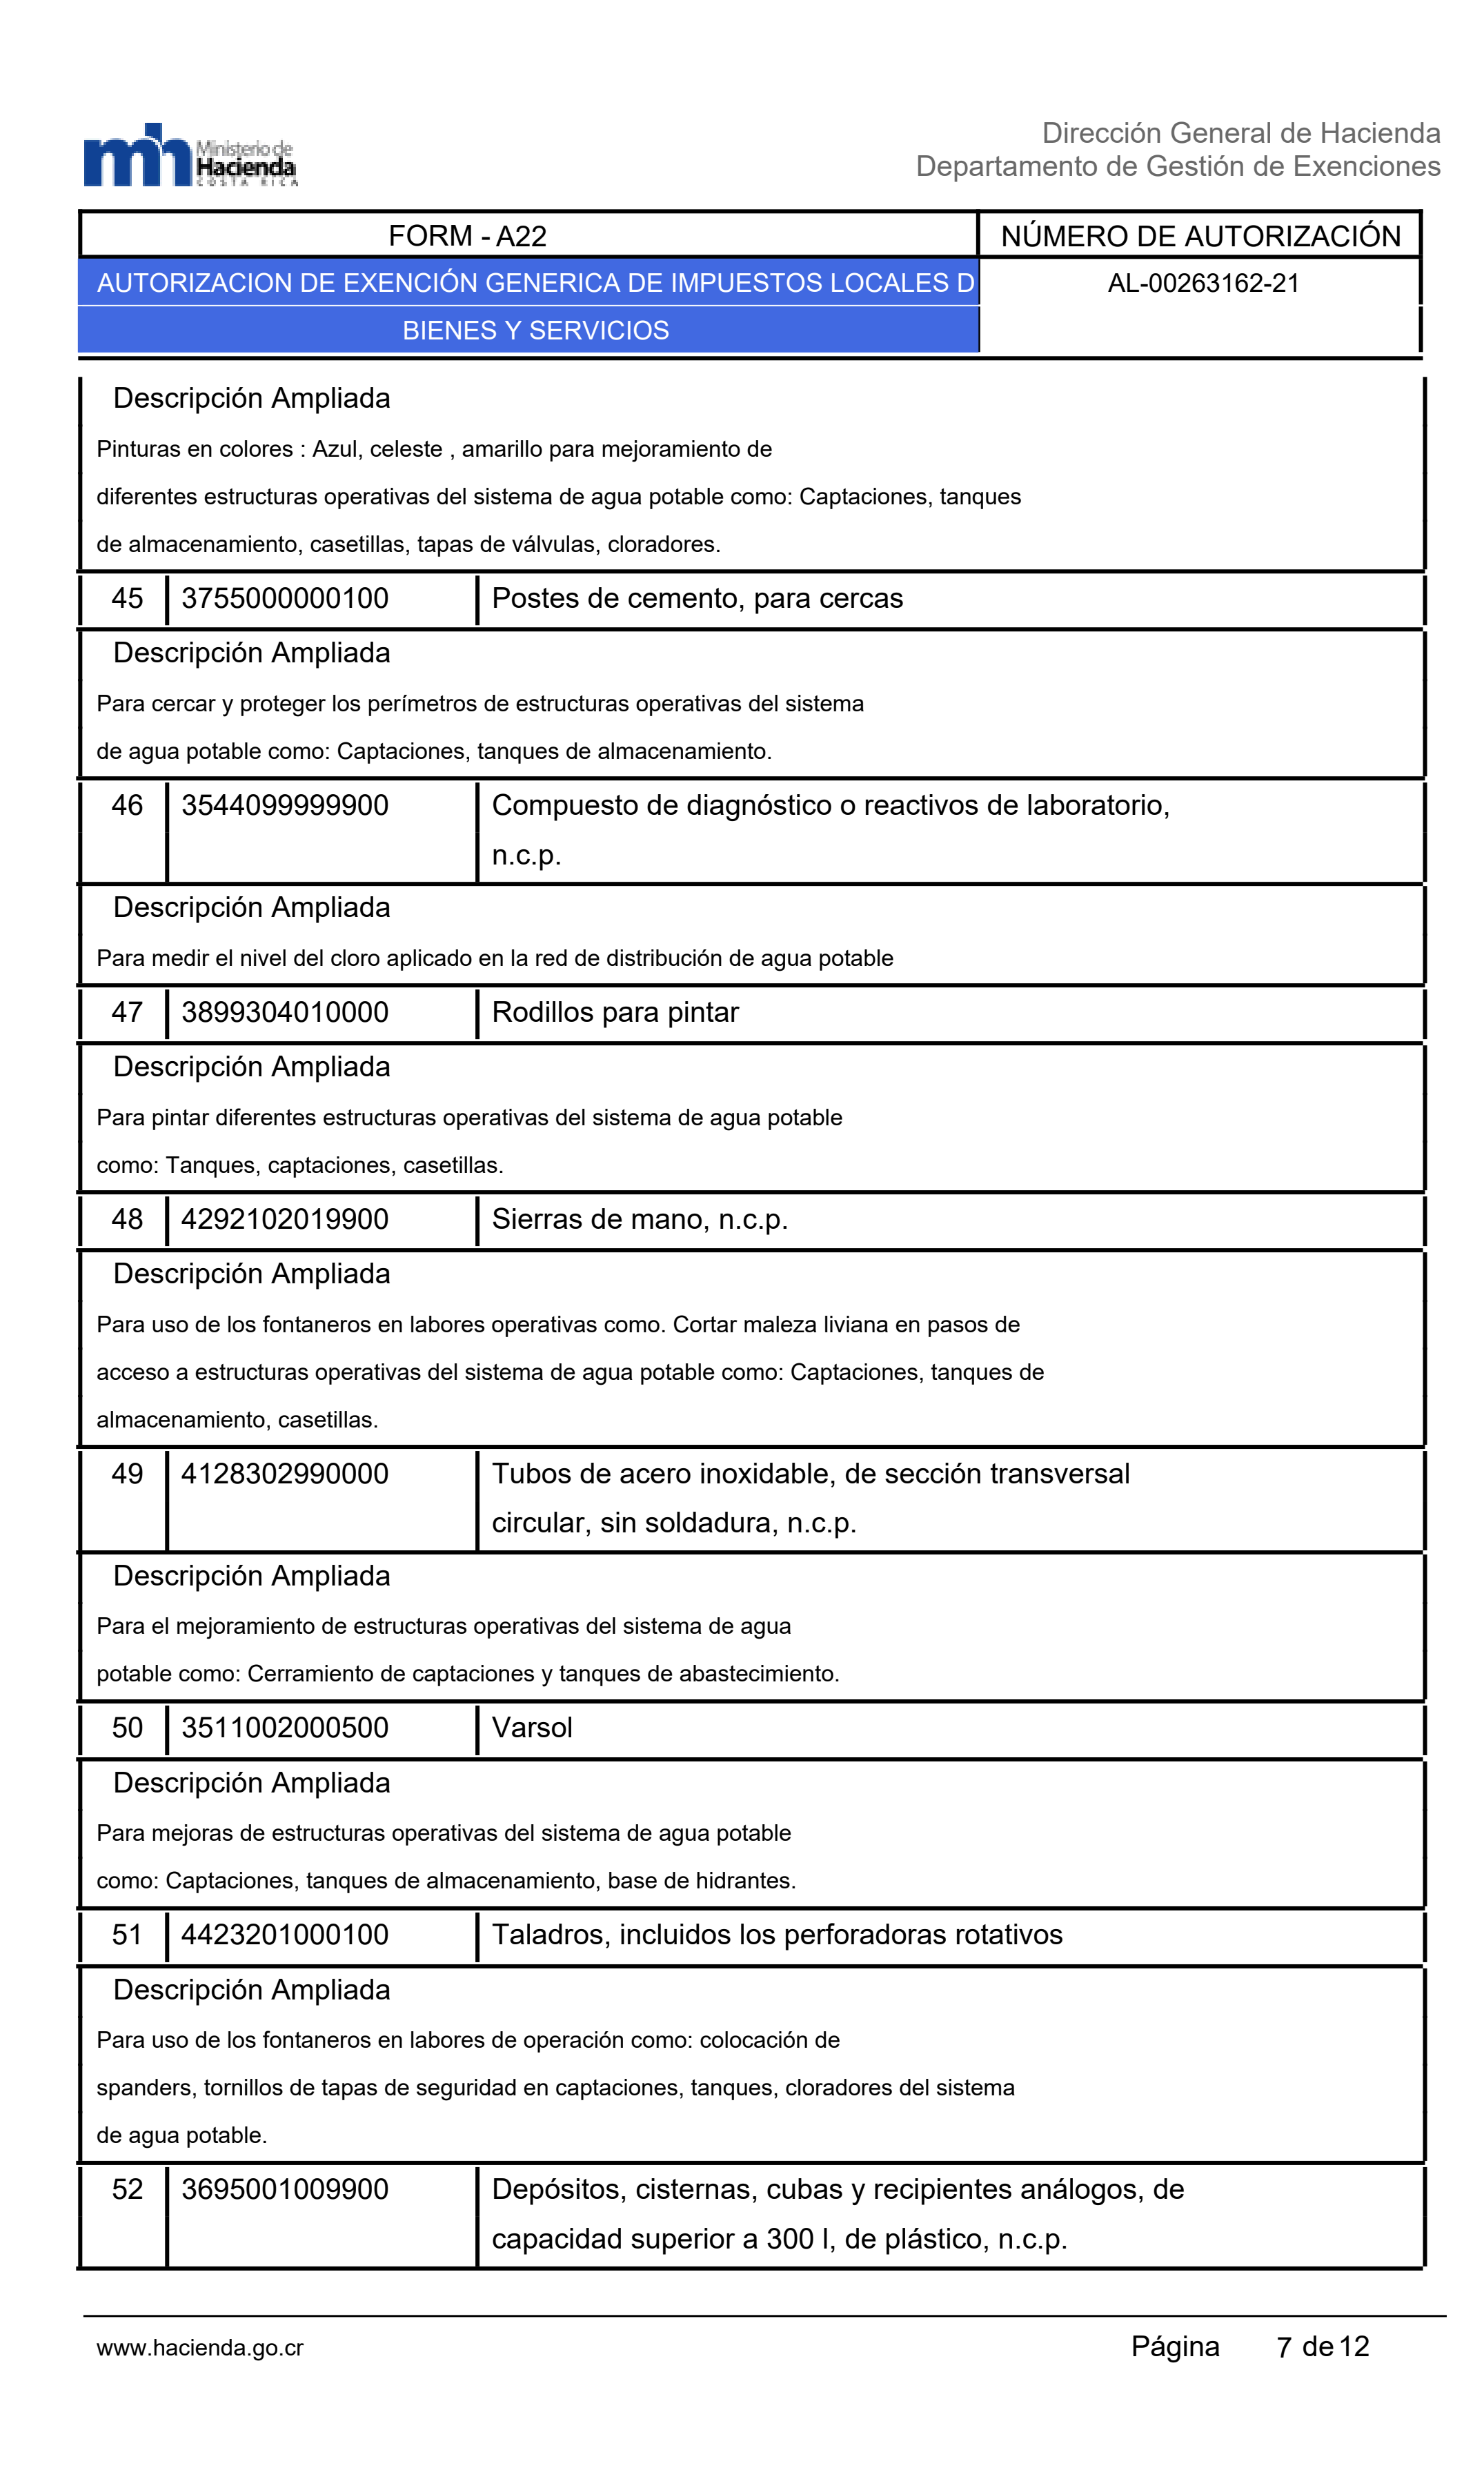 Ministerio de
Hacienda
COSTA RICA
Dirección General de Hacienda
Departamento de Gestión de Exenciones
FORM - A22
NÚMERO DE AUTORIZACIÓN
AUTORIZACION DE EXENCIÓN GENERICA DE IMPUESTOS LOCALES D
AL-00263162-21
BIENES Y SERVICIOS
Descripción Ampliada
Pinturas en colores : Azul, celeste , amarillo para mejoramiento de
diferentes estructuras operativas del sistema de agua potable como: Captaciones, tanques
de almacenamiento, casetillas, tapas de válvulas, cloradores.
45 3755000000100 Postes de cemento, para cercas
Descripción Ampliada
Para cercar y proteger los perímetros de estructuras operativas del sistema
de agua potable como: Captaciones, tanques de almacenamiento.
46 3544099999900 Compuesto de diagnóstico o reactivos de laboratorio,
n.c.p.
Descripción Ampliada
Para medir el nivel del cloro aplicado en la red de distribución de agua potable
47 3899304010000 Rodillos para pintar
Descripción Ampliada
Para pintar diferentes estructuras operativas del sistema de agua potable
como: Tanques, captaciones, casetillas.
48 4292102019900 Sierras de mano, n.c.p.
Descripción Ampliada
Para uso de los fontaneros en labores operativas como. Cortar maleza liviana en pasos de
acceso a estructuras operativas del sistema de agua potable como: Captaciones, tanques de
almacenamiento, casetillas.
49 4128302990000 Tubos de acero inoxidable, de sección transversal
circular, sin soldadura, n.c.p.
Descripción Ampliada
Para el mejoramiento de estructuras operativas del sistema de agua
potable como: Cerramiento de captaciones y tanques de abastecimiento.
50 3511002000500 Varsol
Descripción Ampliada
Para mejoras de estructuras operativas del sistema de agua potable
como: Captaciones, tanques de almacenamiento, base de hidrantes.
51 4423201000100 Taladros, incluidos los perforadoras rotativos
Descripción Ampliada
Para uso de los fontaneros en labores de operación como: colocación de
spanders, tornillos de tapas de seguridad en captaciones, tanques, cloradores del sistema
de agua potable.
52 3695001009900 Depósitos, cisternas, cubas y recipientes análogos, de
capacidad superior a 300 l, de plástico, n.c.p.
www.hacienda.go.cr
Página 7 de 12